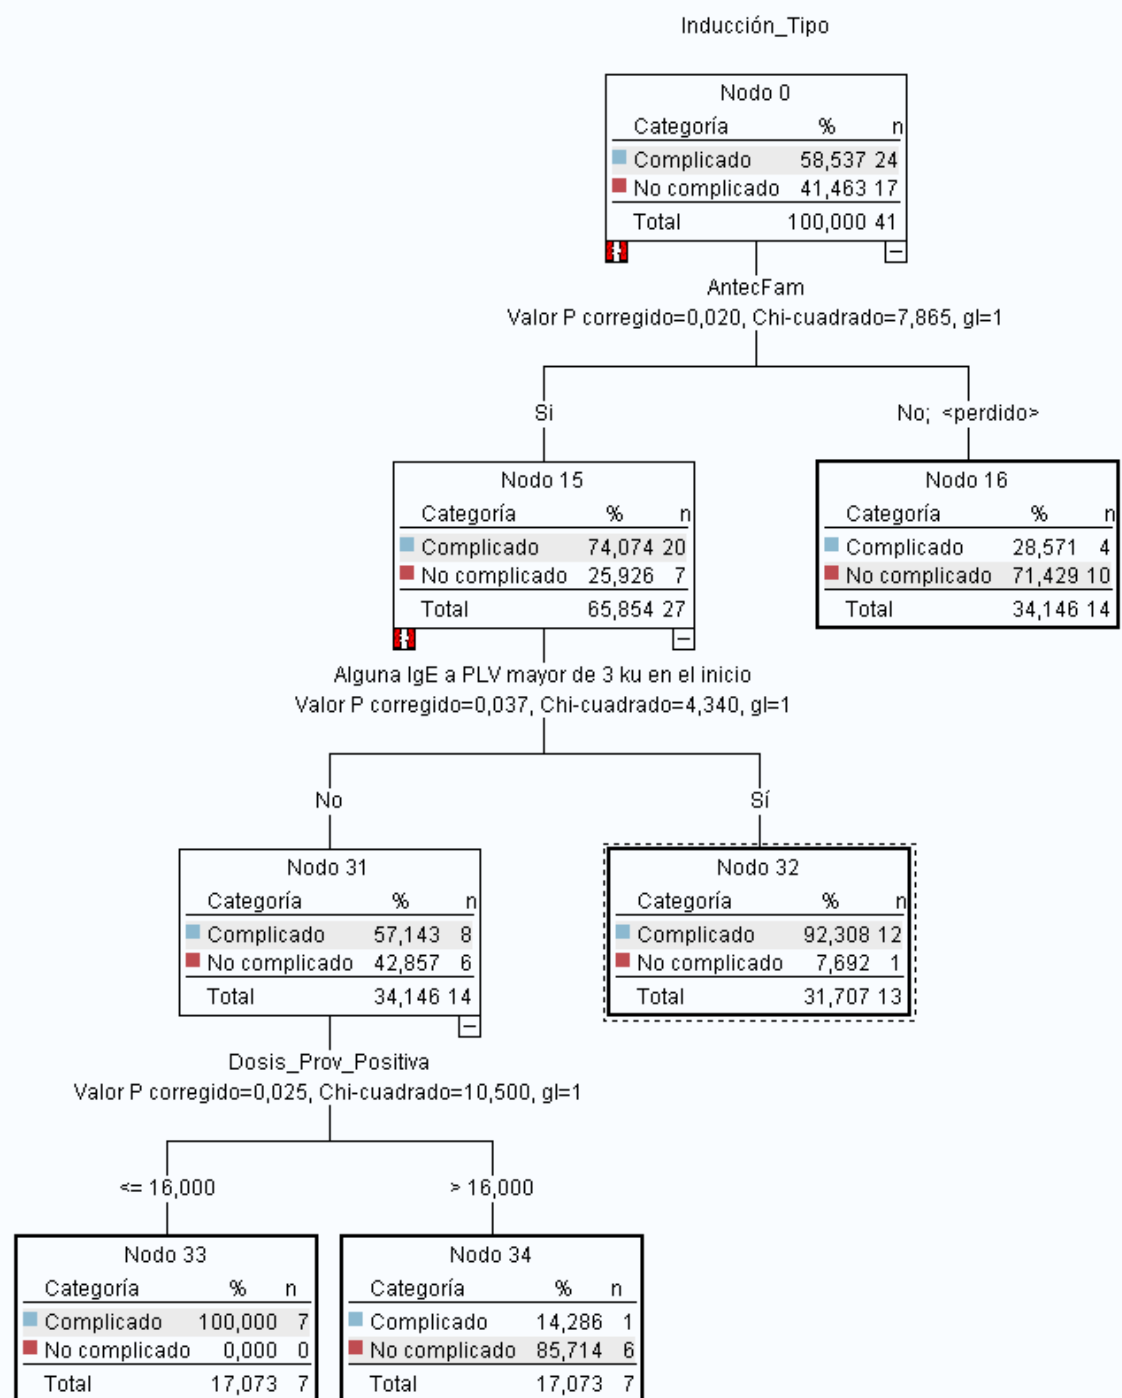 Inducción_Tipo
Nodo 0
Categoría % n
Complicado 58,537 24
No complicado 41,463 17
Total 100,000 41
AntecFam
Valor P corregido=0,020, Chi-cuadrado=7,865, gl=1
Si
No; <perdido>
Nodo 15
Categoría % n
Complicado 74,074 20
No complicado 25,926 7
Total 65,854 27
Nodo 16
Categoría % n
Complicado 28,571 4
No complicado 71,429 10
Total 34,146 14
Alguna IgE a PLV mayor de 3 ku en el inicio
Valor P corregido=0,037, Chi-cuadrado=4,340, gl=1
No
Sí
Nodo 31
Categoría % n
Complicado 57,143 8
No complicado 42,857 6
Total 34,146 14
Nodo 32
Categoría % n
Complicado 92,308 12
No complicado 7,692 1
Total 31,707 13
Dosis_Prov_Positiva
Valor P corregido=0,025, Chi-cuadrado=10,500, gl=1
<= 16,000
> 16,000
Nodo 33
Categoría % n
Complicado 100,000 7
No complicado 0,000 0
Total 17,073 7
Nodo 34
Categoría % n
Complicado 14,286 1
No complicado 85,714 6
Total 17,073 7